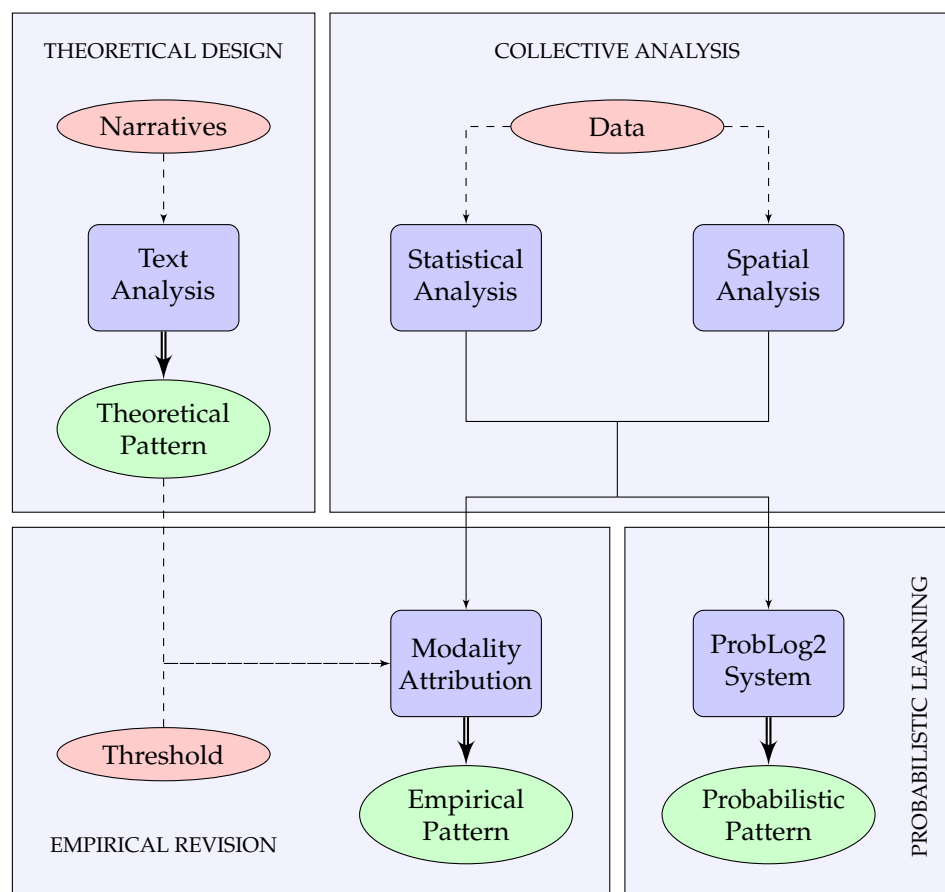 THEORETICAL DESIGN
Narratives
Text
Analysis
Theoretical
Pattern
COLLECTIVE ANALYSIS
Data
Statistical
Analysis
Spatial
Analysis
Modality
Attribution
Threshold
Empirical
Pattern
EMPIRICAL REVISION
ProbLog2
System
Probabilistic
Pattern
PROBABILISTIC LEARNING